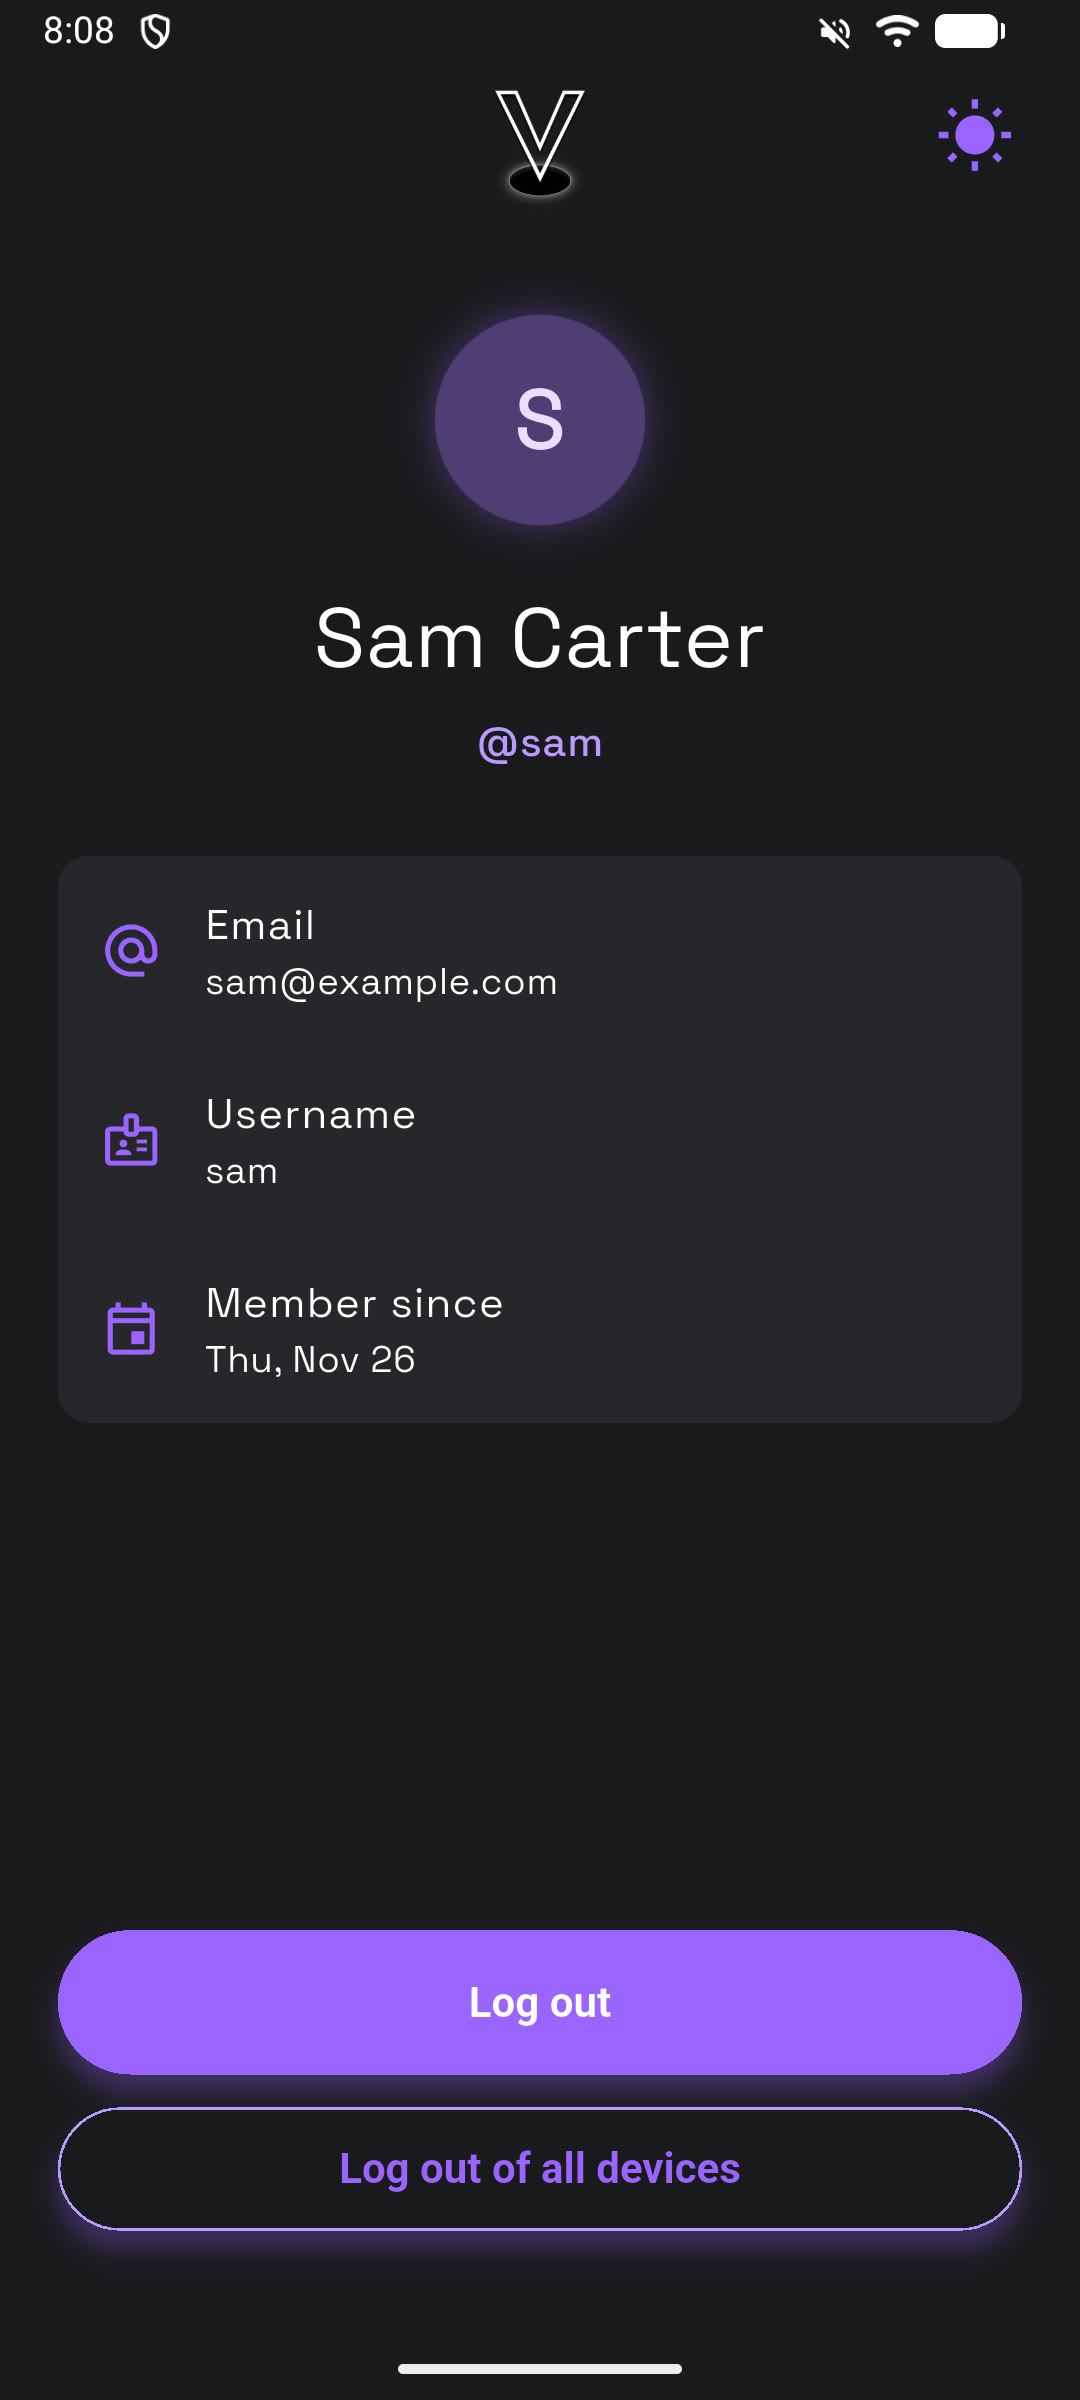 8:08
V
S
Sam Carter
@sam
Email
sam@example.com
Username
sam
Member since
Thu, Nov 26
Log out
Log out of all devices